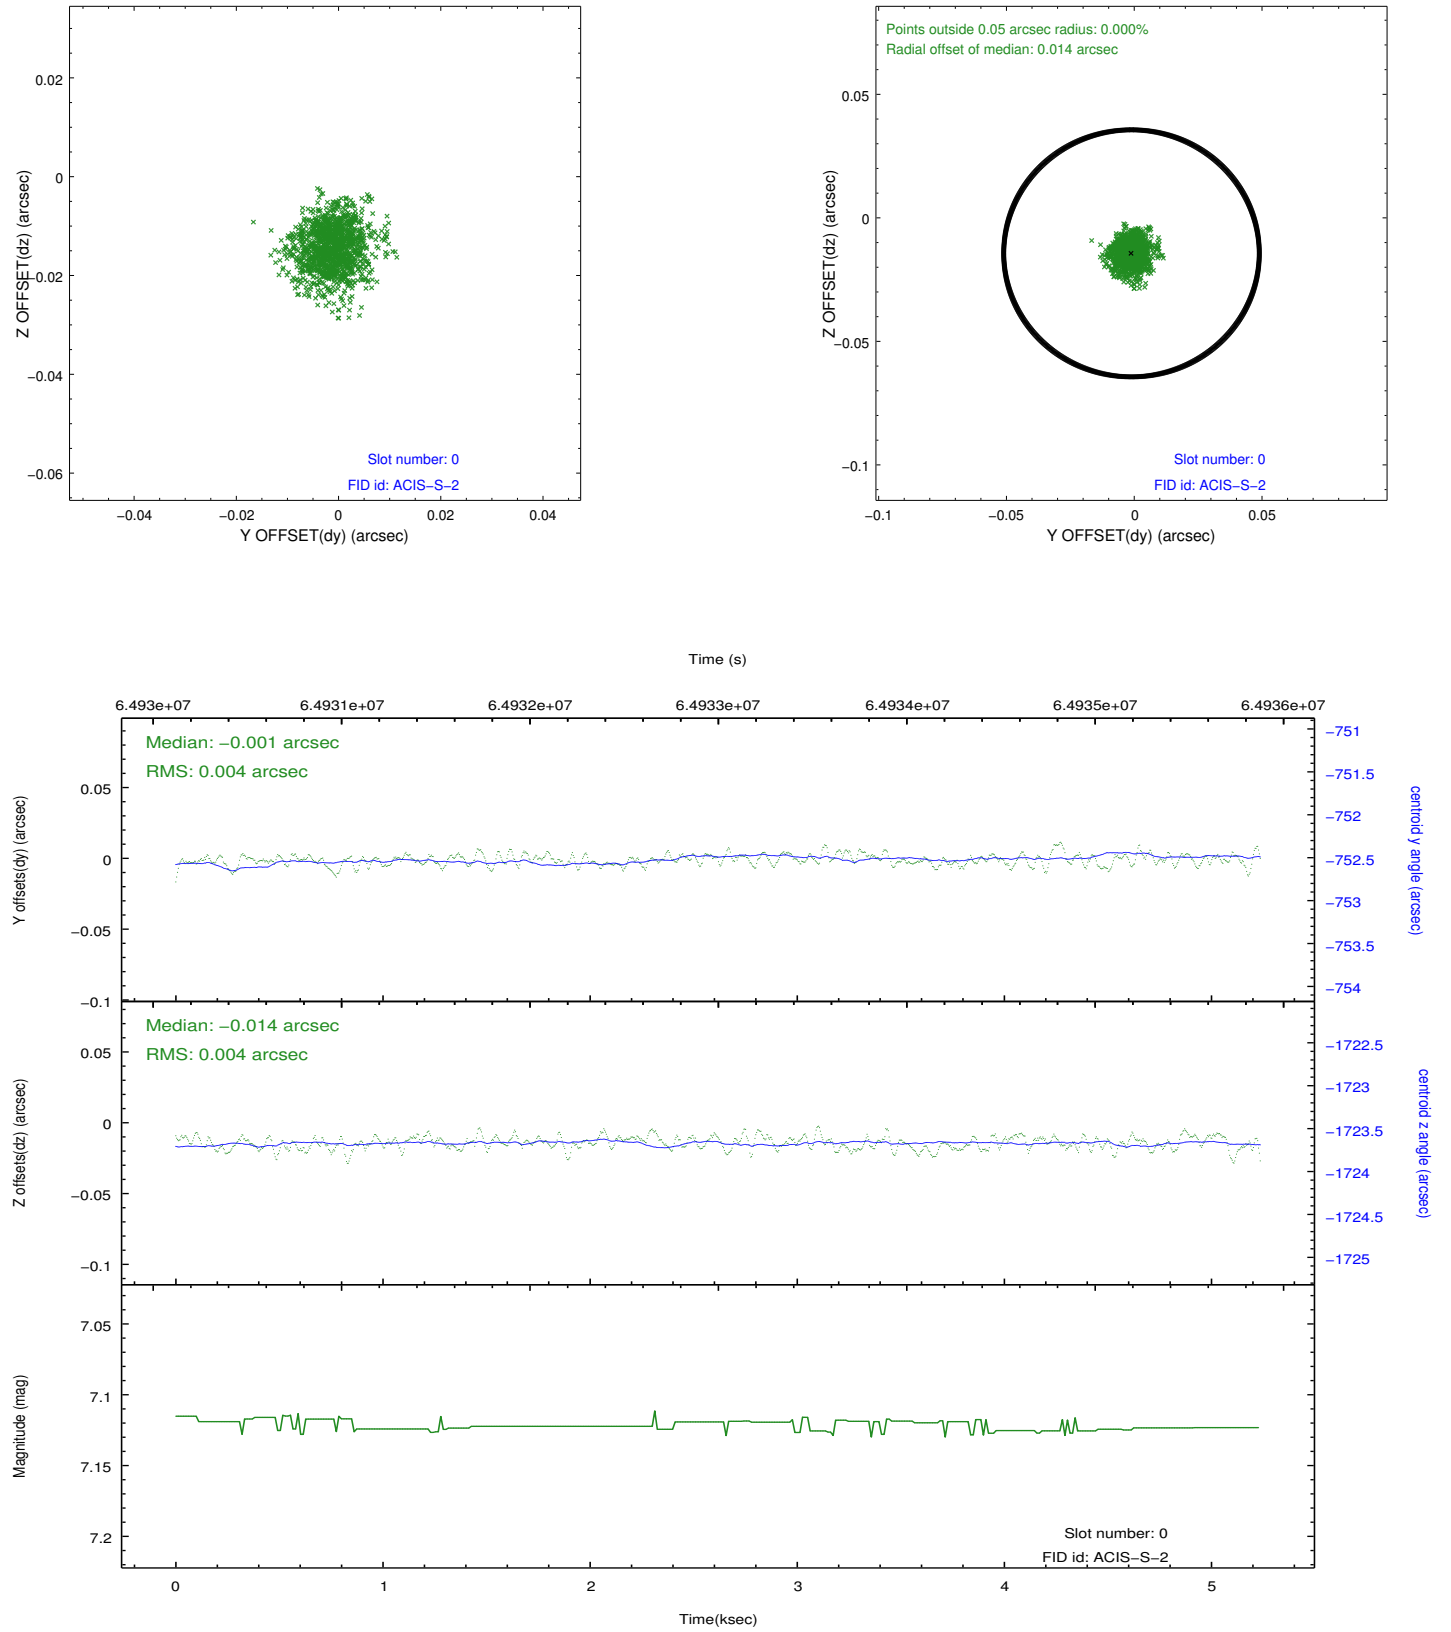 0.02
0
−0.02
−0.04
−0.06
Z OFFSET(dz) (arcsec)
−0.04
−0.02
0
0.02
0.04
Y OFFSET(dy) (arcsec)
Slot number: 0
FID id: ACIS−S−2
Points outside 0.05 arcsec radius: 0.000%
Radial offset of median: 0.014 arcsec
0.05
0
−0.05
−0.1
Z OFFSET(dz) (arcsec)
−0.1
−0.05
0
0.05
Y OFFSET(dy) (arcsec)
Slot number: 0
FID id: ACIS−S−2
Time (s)
6.493e+07
6.4931e+07
6.4932e+07
6.4933e+07
6.4934e+07
6.4935e+07
6.4936e+07
Median: −0.001 arcsec
RMS: 0.004 arcsec
0.05
0
−0.05
−0.1
Y offsets(dy) (arcsec)
−751
−751.5
−752
−752.5
−753
−753.5
−754
centroid y angle (arcsec)
Median: −0.014 arcsec
RMS: 0.004 arcsec
0.05
0
−0.05
−0.1
Z offsets(dz) (arcsec)
−1722.5
−1723
−1723.5
−1724
−1724.5
−1725
centroid z angle (arcsec)
7.05
7.1
7.15
7.2
Magnitude (mag)
Slot number: 0
FID id: ACIS−S−2
0
1
2
3
4
5
Time(ksec)